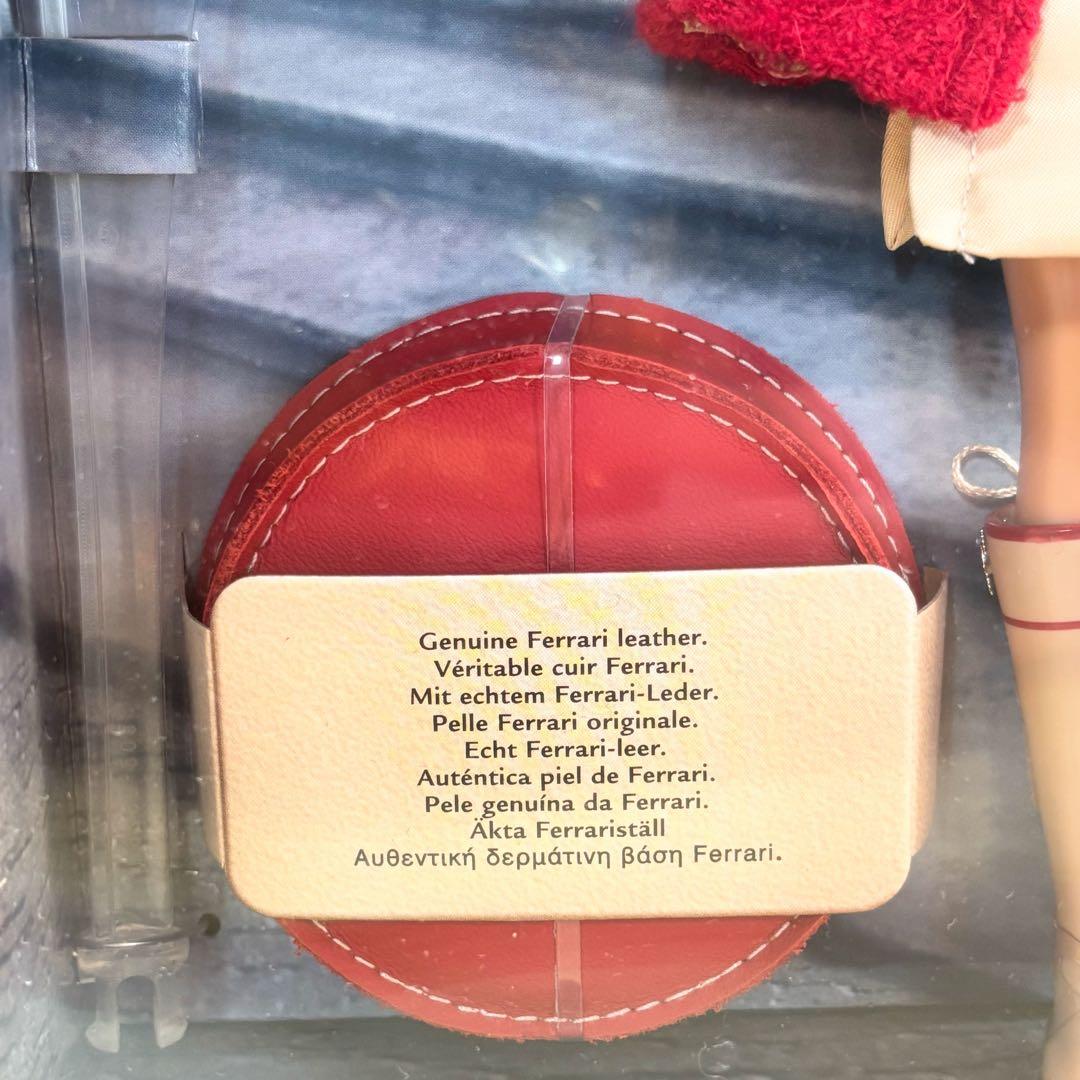 Genuine Ferrari leather.
Véritable cuir Ferrari.
Mit echtem Ferrari-Leder.
Pelle Ferrari originale.
Echt Ferrari-leer.
Auténtica piel de Ferrari.
Pele genuína da Ferrari.
Äkta Ferrariställ
Αυθεντική δερμάτινη βάση Ferrari.